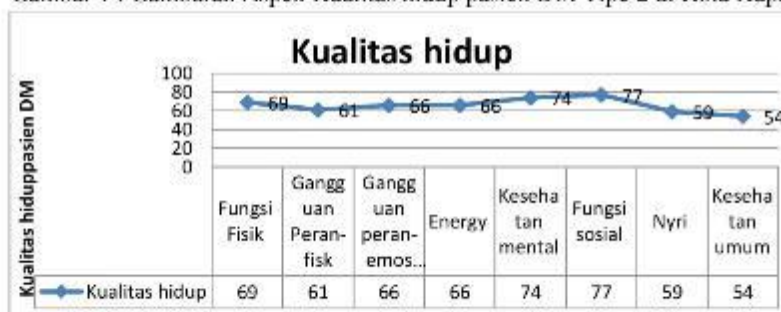 Kualitas hidup
Kualitas hiduppasien DM
100
80
60
40
20
0
69 61 66 66 74 77 59 54
Fungsi Fisik
Gangg uan Peran- fisk
Gangg uan peran- emos...
Energy
Keseha tan mental
Fungsi sosial
Nyri
Keseha tan umum
Kualitas hidup 69 61 66 66 74 77 59 54